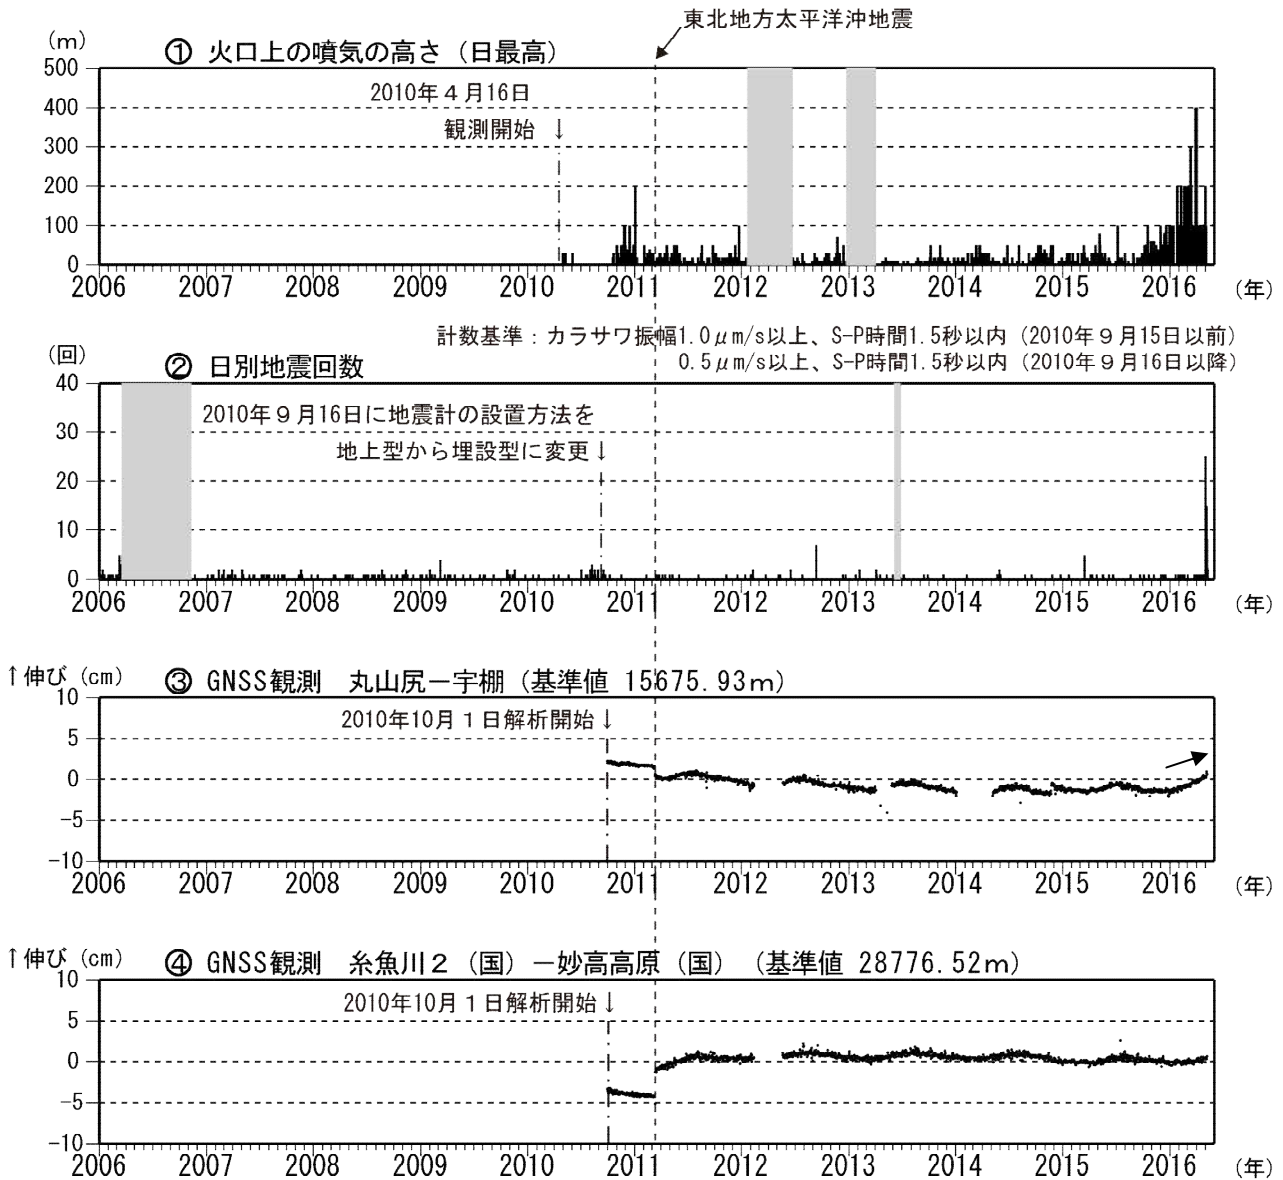 東北地方太平洋沖地震
(m)
① 火口上の噴気の高さ（日最高）
500
2010年４月16日
400
観測開始 ↓
300
200
100
0
2006 2007 2008 2009 2010 2011 2012 2013 2014 2015 2016 (年)
計数基準：カラサワ振幅1.0μm/s以上、S-P時間1.5秒以内（2010年９月15日以前）
(回)
② 日別地震回数
0.5μm/s以上、S-P時間1.5秒以内（2010年９月16日以降）
40
2010年９月16日に地震計の設置方法を
30
地上型から埋設型に変更↓
20
10
0
2006 2007 2008 2009 2010 2011 2012 2013 2014 2015 2016 (年)
↑伸び(cm)
③ GNSS観測　丸山尻－宇棚（基準値 15675.93m）
10
2010年10月１日解析開始↓
5
0
-5
-10
2006 2007 2008 2009 2010 2011 2012 2013 2014 2015 2016 (年)
↑伸び(cm)
④ GNSS観測　糸魚川２（国）－妙高高原（国）（基準値 28776.52m）
10
2010年10月１日解析開始↓
5
0
-5
-10
2006 2007 2008 2009 2010 2011 2012 2013 2014 2015 2016 (年)